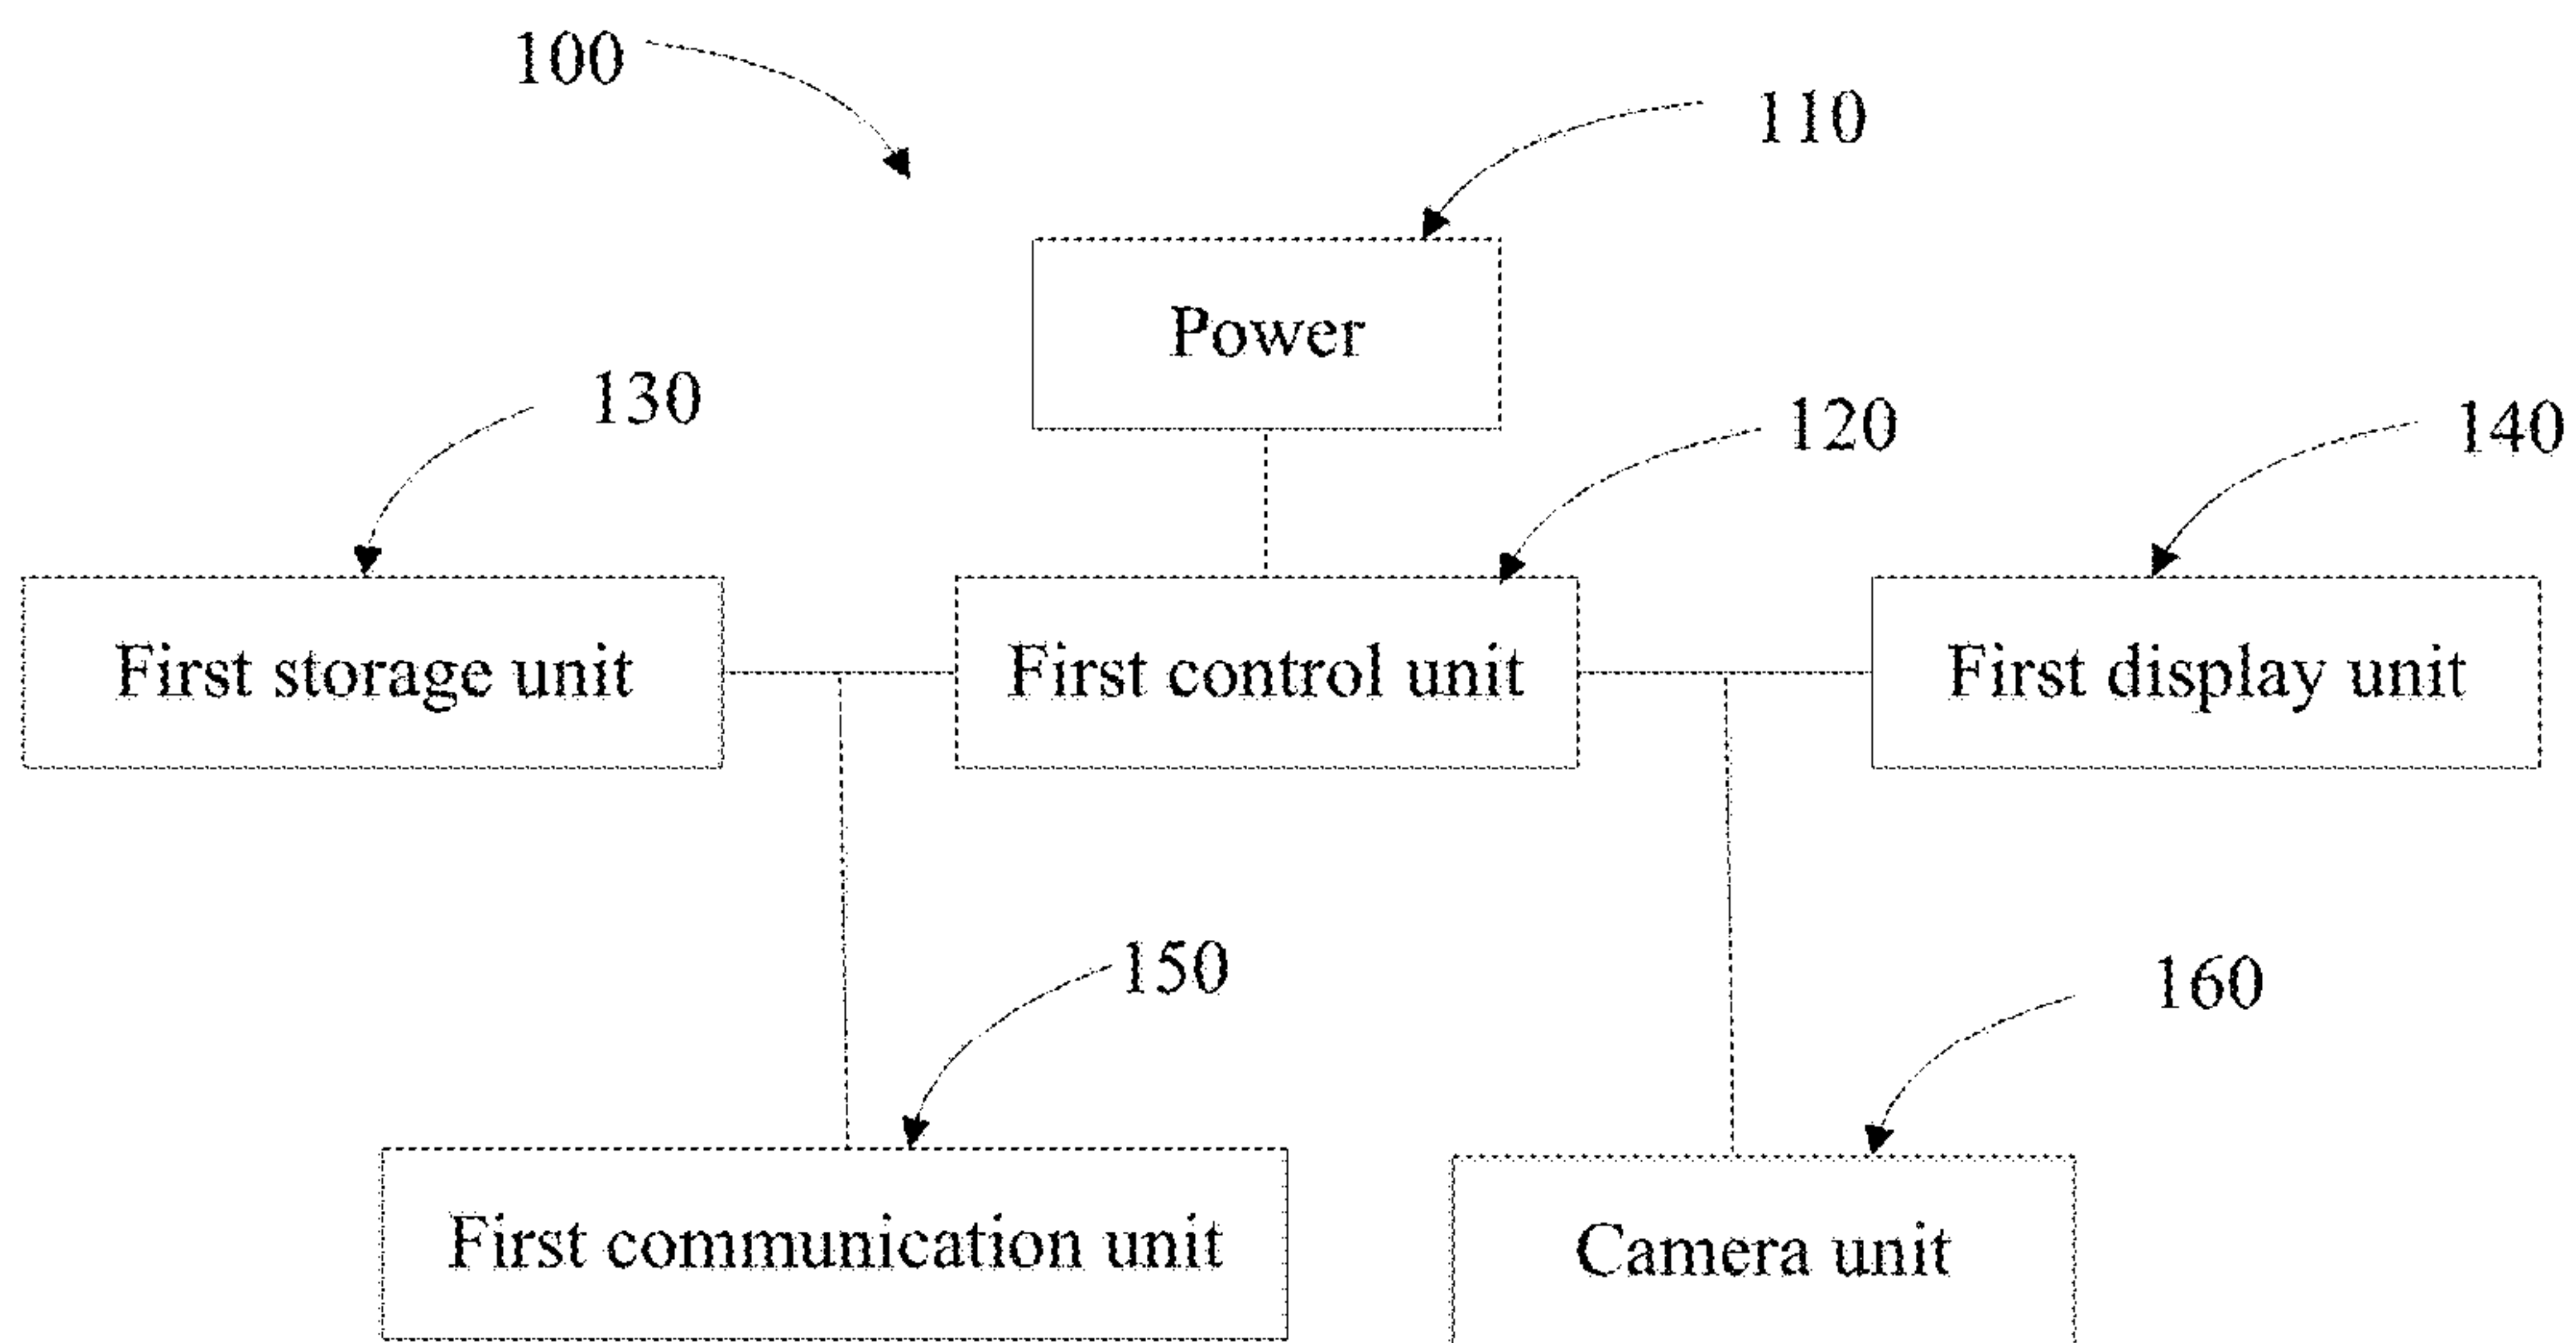 100
110
Power
130
120
140
First storage unit
First control unit
First display unit
150
160
First communication unit
Camera unit